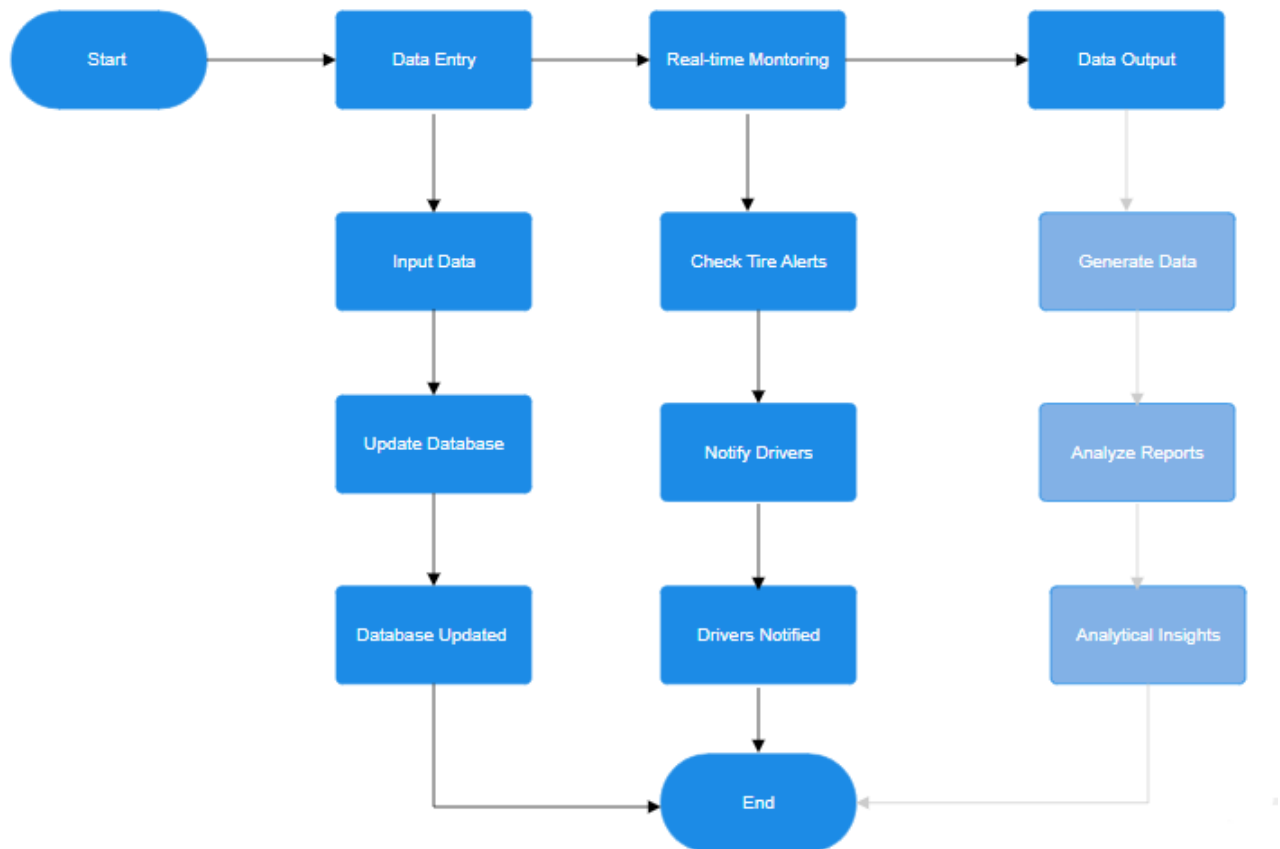 Start
Data Entry
Real-time Montoring
Data Output
Input Data
Check Tire Alerts
Generate Data
Update Database
Notify Drivers
Analyze Reports
Database Updated
Drivers Notified
Analytical Insights
End